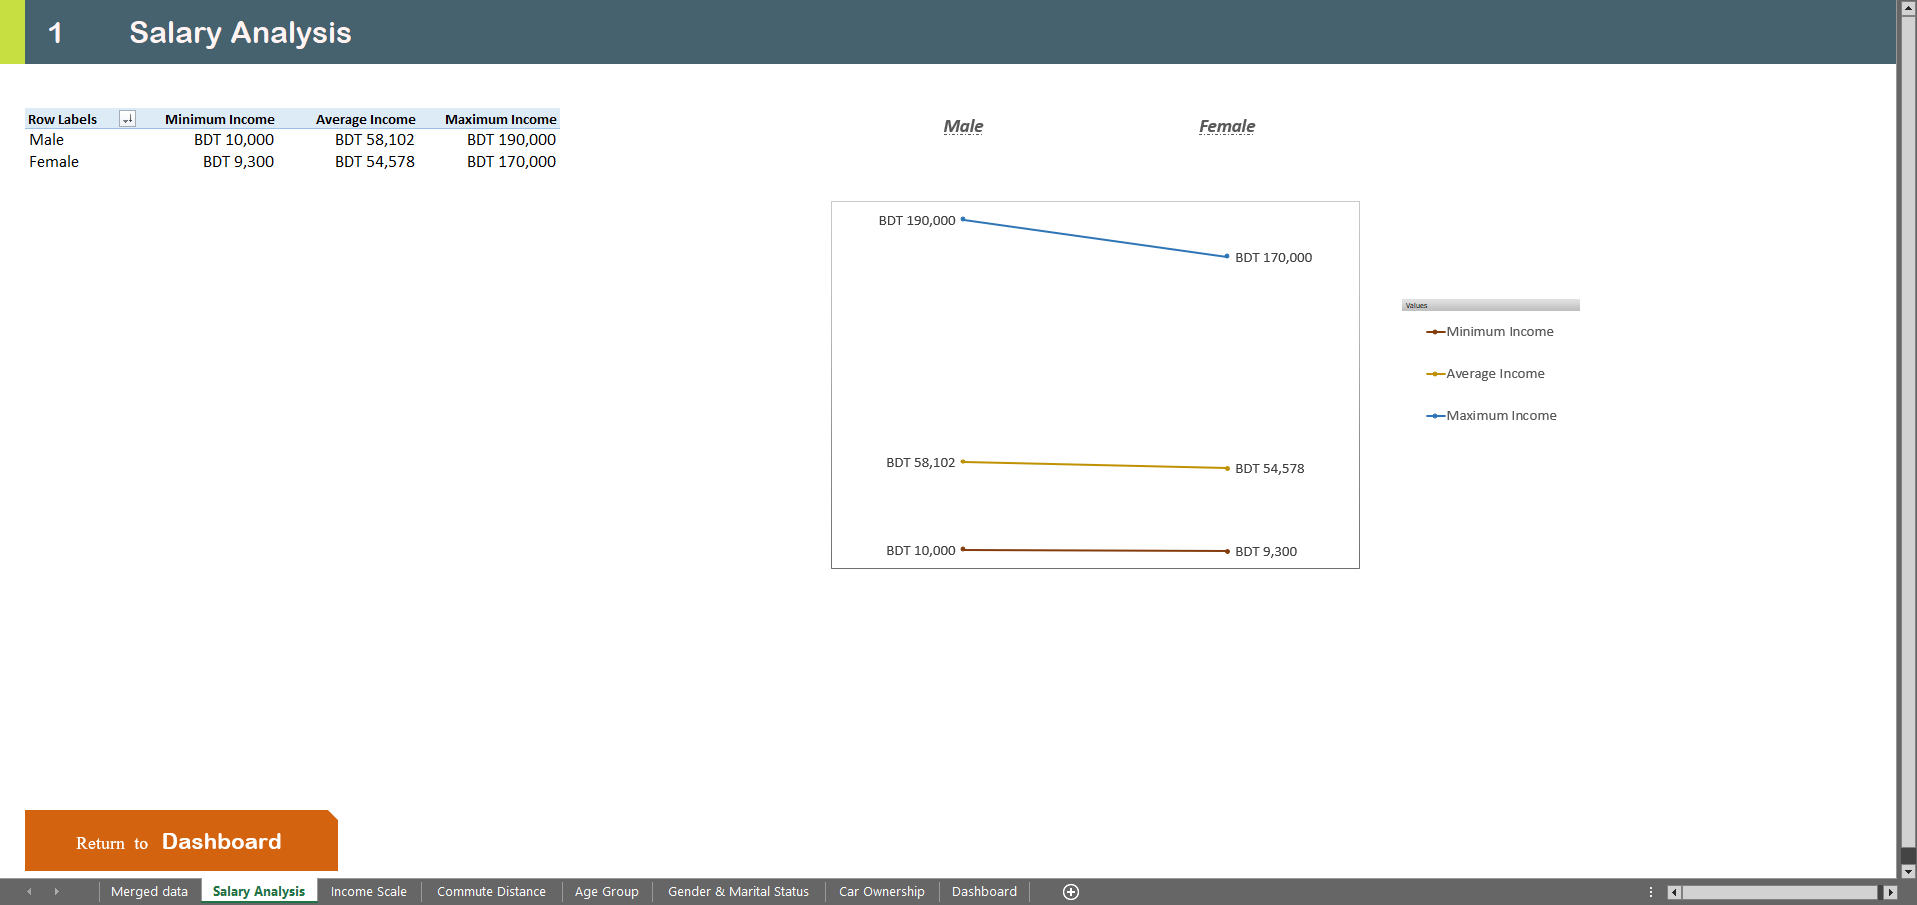 1 Salary Analysis
Row Labels Minimum Income Average Income Maximum Income
Male BDT 10,000 BDT 58,102 BDT 190,000
Female BDT 9,300 BDT 54,578 BDT 170,000
Male Female
BDT 190,000
BDT 170,000
BDT 58,102
BDT 54,578
BDT 10,000
BDT 9,300
Values
Minimum Income
Average Income
Maximum Income
Return to Dashboard
Merged data Salary Analysis Income Scale Commute Distance Age Group Gender & Marital Status Car Ownership Dashboard